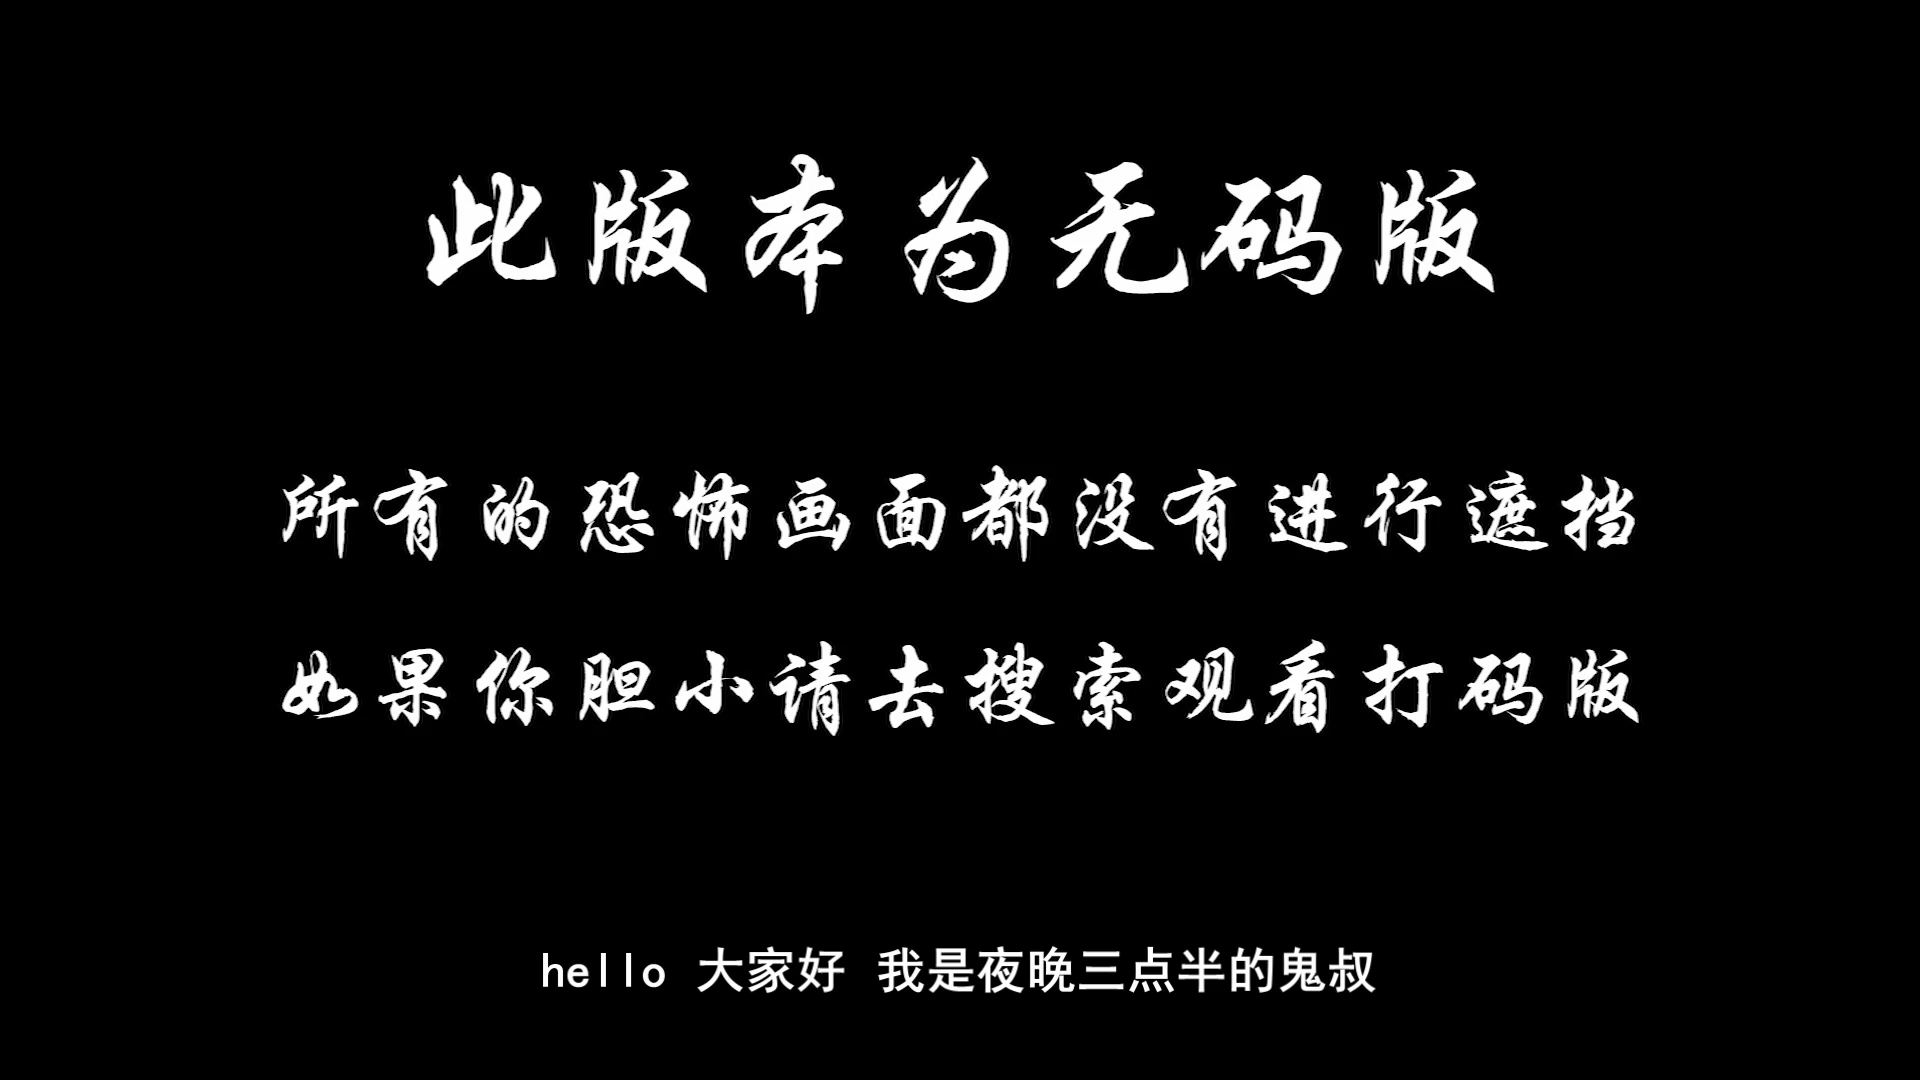 此版本为无码版
所有的恐怖画面都没有进行遮挡
如果你胆小请去搜索观看打码版
hello 大家好 我是夜晚三点半的鬼叔